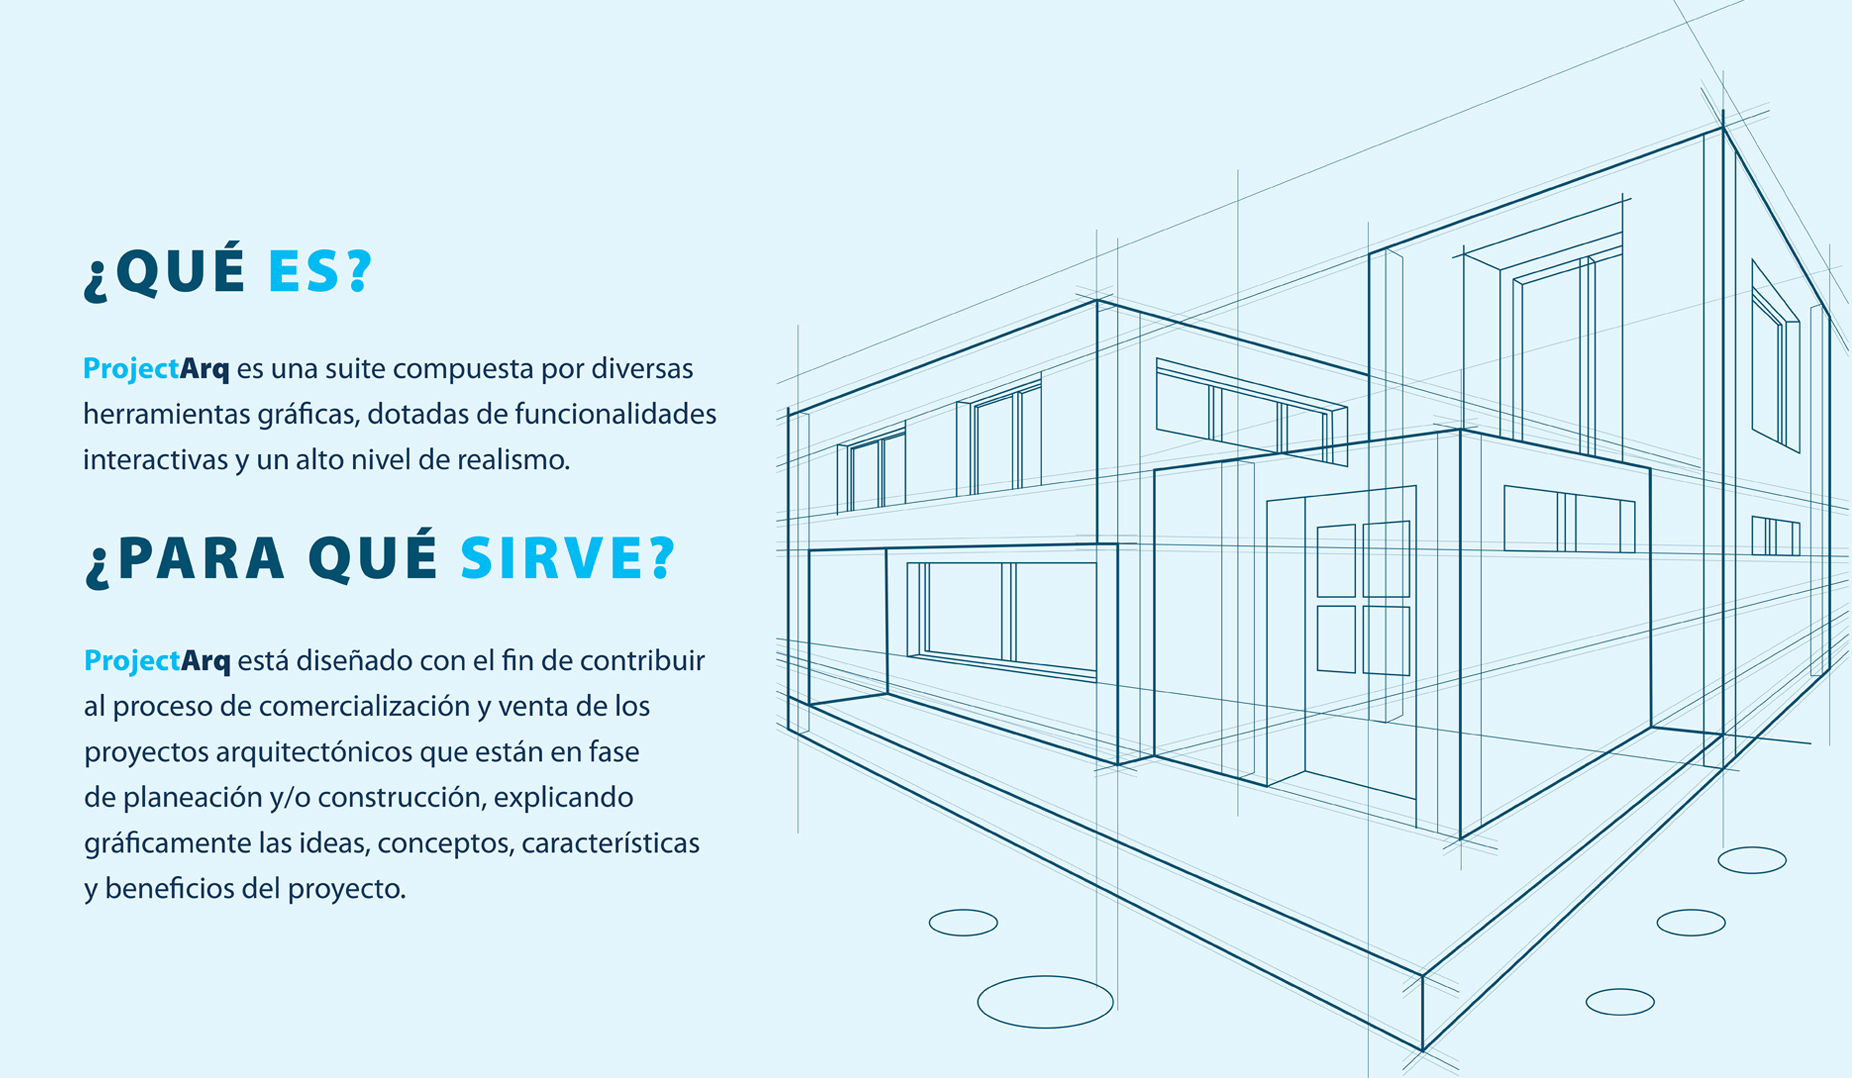 ¿QUÉ ES?
ProjectArq es una suite compuesta por diversas
herramientas gráficas, dotadas de funcionalidades
interactivas y un alto nivel de realismo.
¿PARA QUÉ SIRVE?
ProjectArq está diseñado con el fin de contribuir
al proceso de comercialización y venta de los
proyectos arquitectónicos que están en fase
de planeación y/o construcción, explicando
gráficamente las ideas, conceptos, características
y beneficios del proyecto.